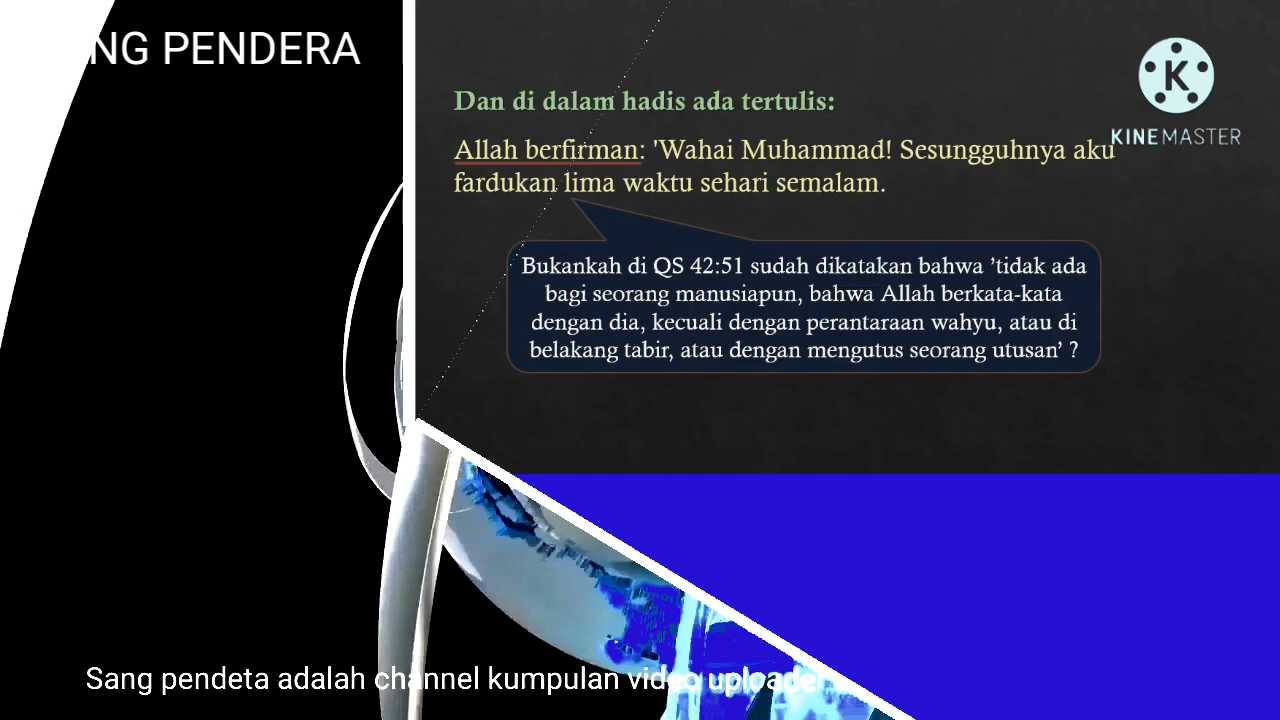 NG PENDERA
Dan di dalam hadis ada tertulis:
Allah berfirman: 'Wahai Muhammad! Sesungguhnya aku
fardukan lima waktu sehari semalam.
Bukankah di QS 42:51 sudah dikatakan bahwa 'tidak ada
bagi seorang manusiapun, bahwa Allah berkata-kata
dengan dia, kecuali dengan perantaraan wahyu, atau di
belakang tabir, atau dengan mengutus seorang utusan' ?
K
KINEMASTER
Sang pendeta adalah channel kumpulan video uploader